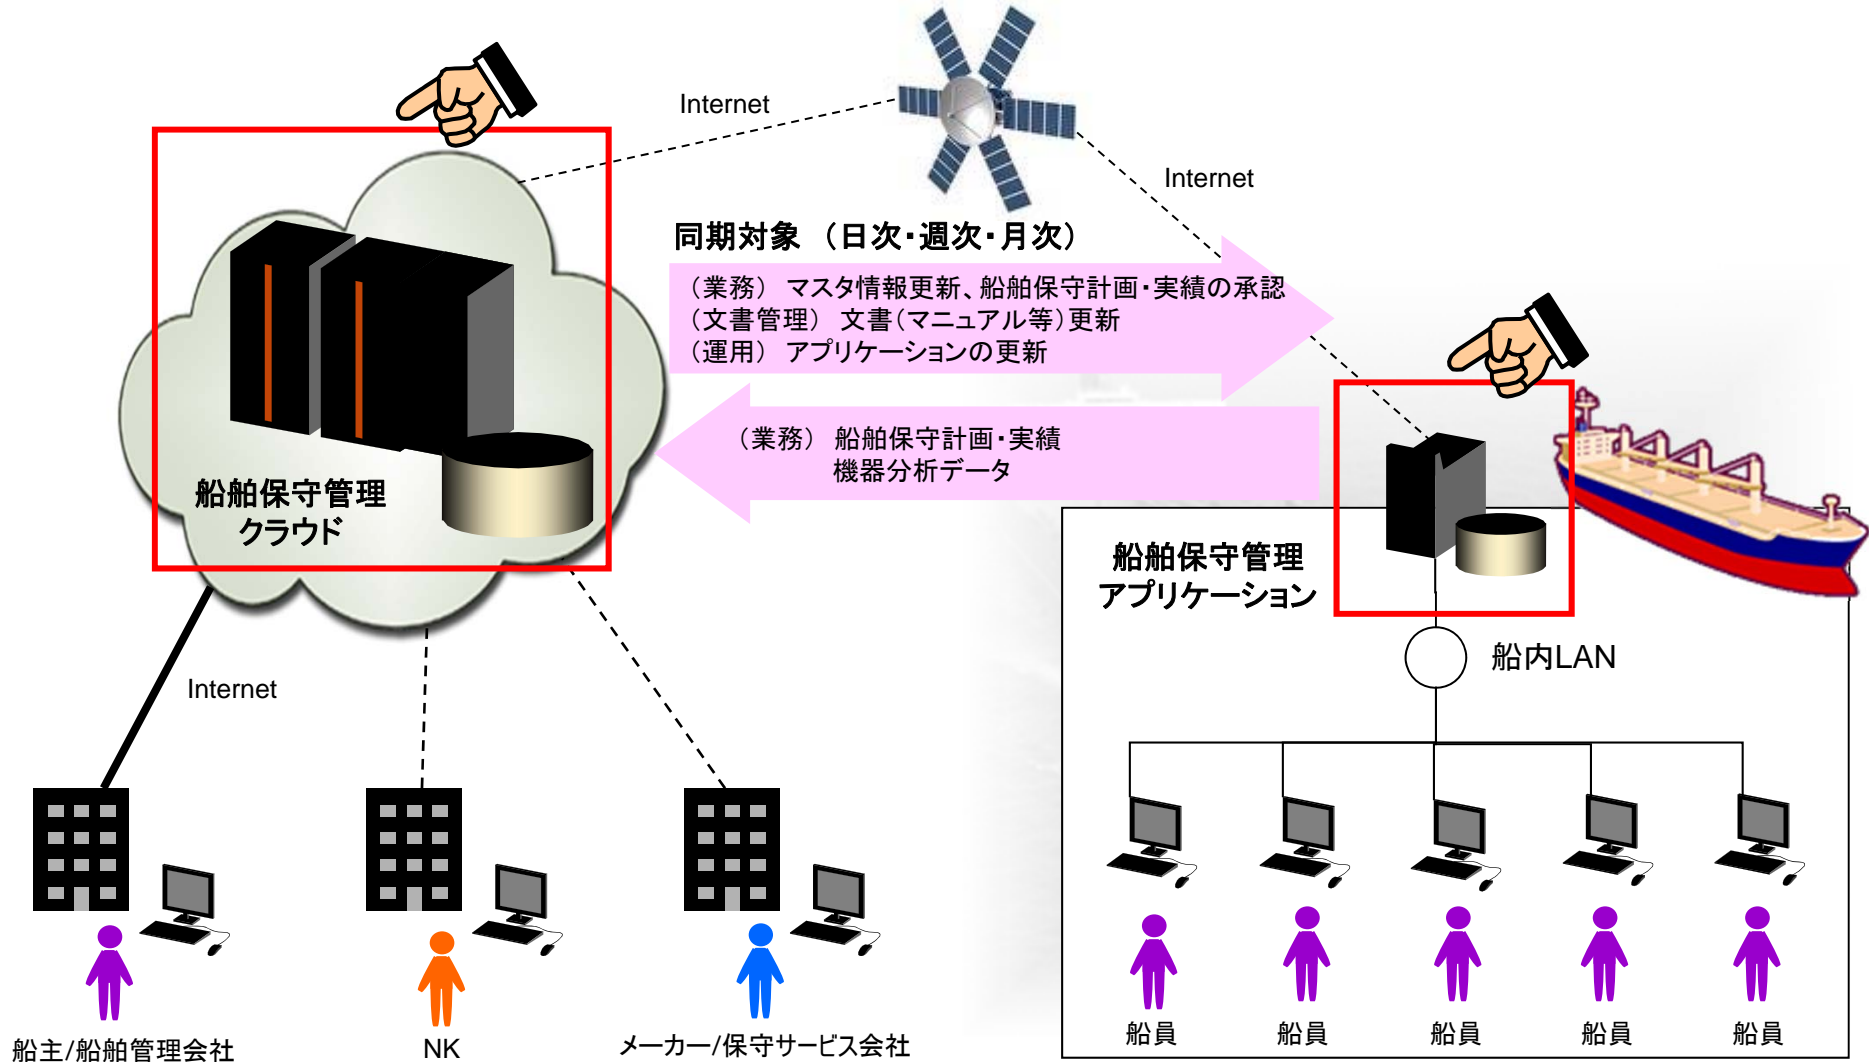 Internet
Internet
同期対象 （日次・週次・月次）
（業務） マスタ情報更新、船舶保守計画・実績の承認
（文書管理） 文書（マニュアル等）更新
（運用） アプリケーションの更新
（業務） 船舶保守計画・実績
機器分析データ
船舶保守管理
クラウド
船舶保守管理
アプリケーション
船内LAN
Internet
船主/船舶管理会社
NK
メーカー/保守サービス会社
船員
船員
船員
船員
船員